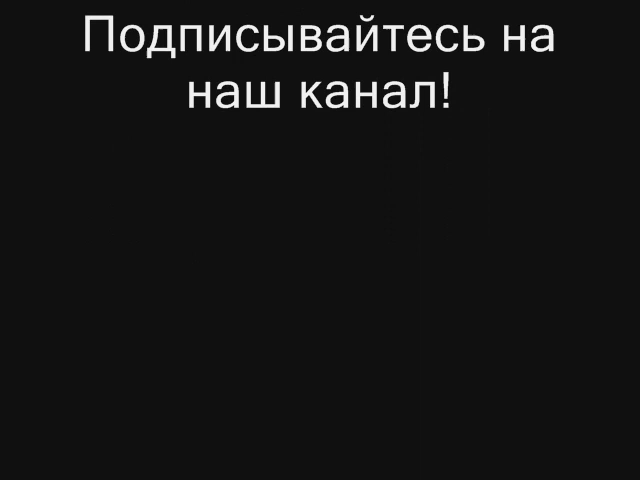 Подписывайтесь на
наш канал!